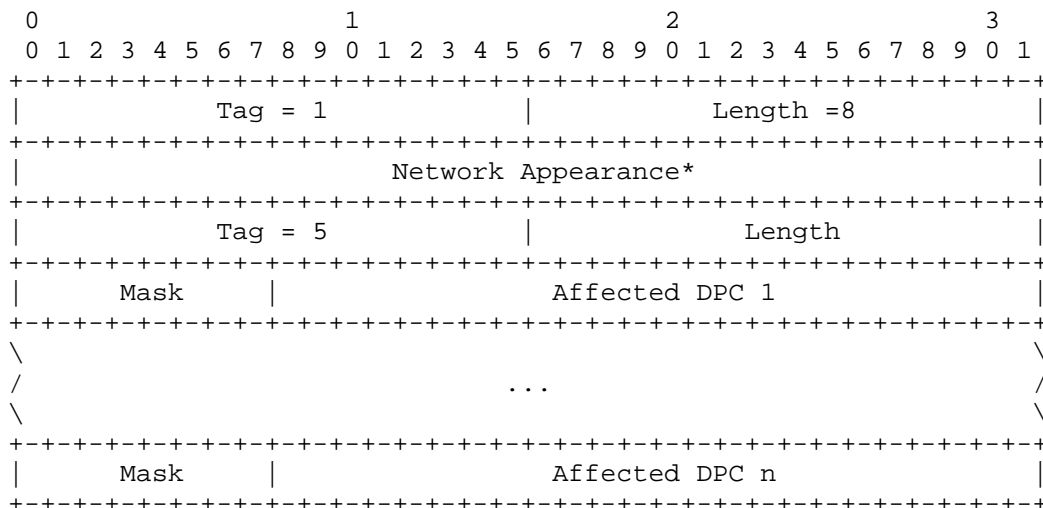 0                   1                   2                   3
 0 1 2 3 4 5 6 7 8 9 0 1 2 3 4 5 6 7 8 9 0 1 2 3 4 5 6 7 8 9 0 1
+-+-+-+-+-+-+-+-+-+-+-+-+-+-+-+-+-+-+-+-+-+-+-+-+-+-+-+-+-+-+-+-+
|            Tag = 1            |           Length =8           |
+-+-+-+-+-+-+-+-+-+-+-+-+-+-+-+-+-+-+-+-+-+-+-+-+-+-+-+-+-+-+-+-+
|                       Network Appearance*                     |
+-+-+-+-+-+-+-+-+-+-+-+-+-+-+-+-+-+-+-+-+-+-+-+-+-+-+-+-+-+-+-+-+
|            Tag = 5            |             Length            |
+-+-+-+-+-+-+-+-+-+-+-+-+-+-+-+-+-+-+-+-+-+-+-+-+-+-+-+-+-+-+-+-+
|      Mask     |                 Affected DPC 1                |
+-+-+-+-+-+-+-+-+-+-+-+-+-+-+-+-+-+-+-+-+-+-+-+-+-+-+-+-+-+-+-+-+
\                                                               \
/                              ...                              /
\                                                               \
+-+-+-+-+-+-+-+-+-+-+-+-+-+-+-+-+-+-+-+-+-+-+-+-+-+-+-+-+-+-+-+-+
|      Mask     |                 Affected DPC n                |
+-+-+-+-+-+-+-+-+-+-+-+-+-+-+-+-+-+-+-+-+-+-+-+-+-+-+-+-+-+-+-+-+